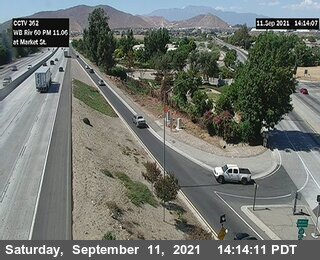 CCTV 362
11 Sep 2021 14:14:07
WB Riv 60 PM 11.06
at Market St.
Saturday, September 11, 2021 14:14:11 PDT